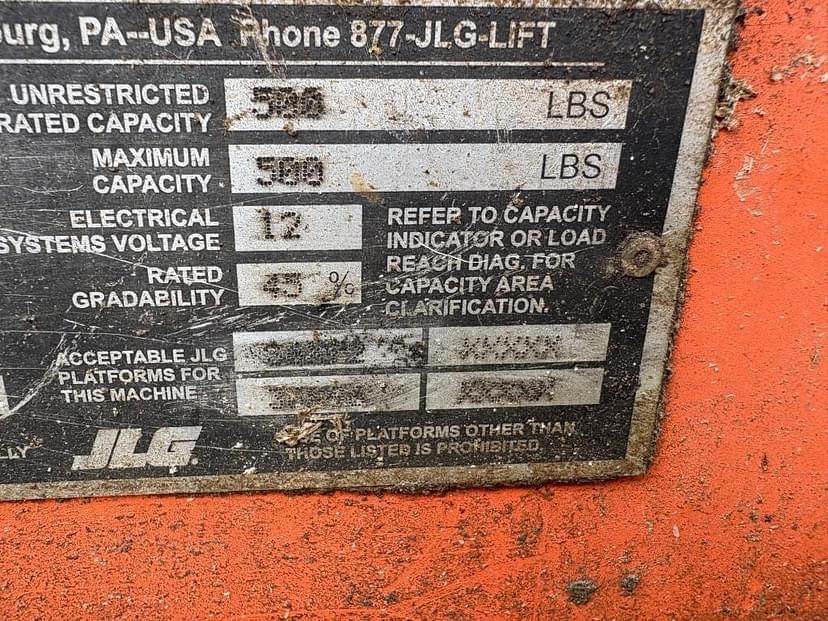 burg, PA--USA Phone 877-JLG-LIFT
UNRESTRICTED
RATED CAPACITY 500 LBS
MAXIMUM
CAPACITY 500 LBS
ELECTRICAL
SYSTEMS VOLTAGE 12
RATED
GRADABILITY 45 %
REFER TO CAPACITY
INDICATOR OR LOAD
REACH DIAG. FOR
CAPACITY AREA
CLARIFICATION.
ACCEPTABLE JLG
PLATFORMS FOR
THIS MACHINE
XXXXX
LLY
JLG
USE OF PLATFORMS OTHER THAN
THOSE LISTED IS PROHIBITED